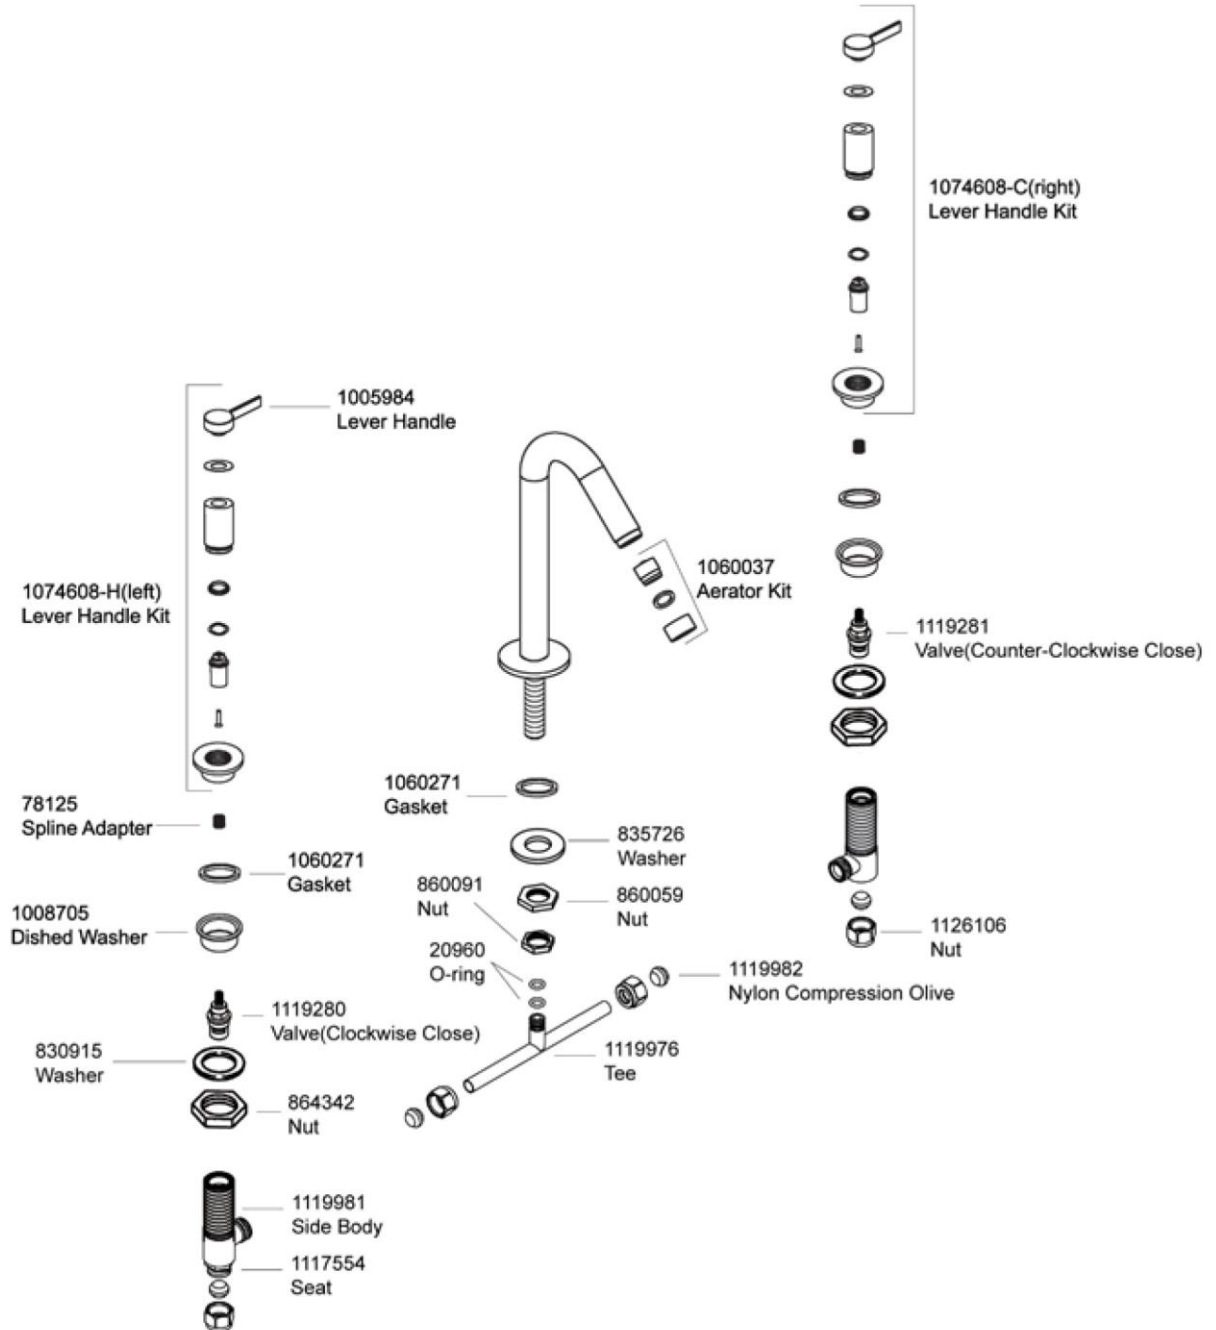 1074608-C(right)
Lever Handle Kit
1005984
Lever Handle
1060037
Aerator Kit
1074608-H(left)
Lever Handle Kit
1119281
Valve(Counter-Clockwise Close)
1060271
Gasket
78125
Spline Adapter
835726
Washer
1060271
Gasket
860091
Nut
860059
Nut
1008705
Dished Washer
1126106
Nut
20960
O-ring
1119982
Nylon Compression Olive
1119280
Valve(Clockwise Close)
830915
Washer
1119976
Tee
864342
Nut
1119981
Side Body
1117554
Seat